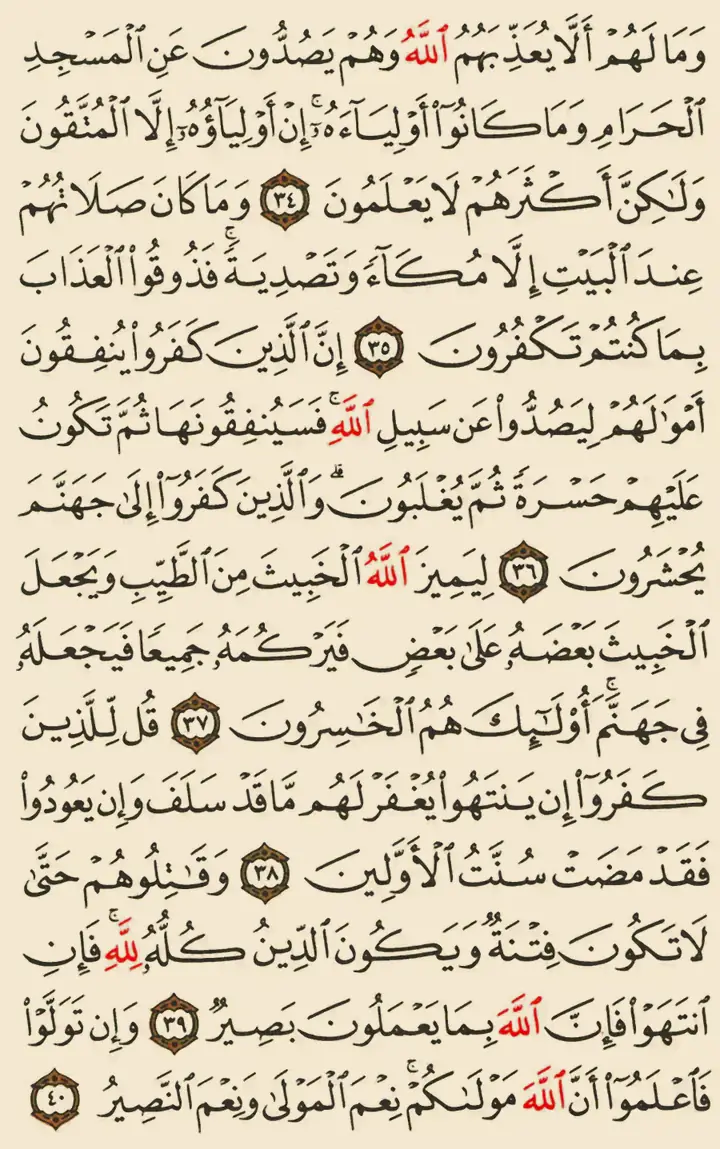 وَمَا لَهُمْ أَلَّا يُعَذِّبَهُمُ ٱللَّهُ وَهُمْ يَصُدُّونَ عَنِ ٱلْمَسْجِدِ
ٱلْحَرَامِ وَمَا كَانُوٓا۟ أَوْلِيَآءَهُۥٓ ۚ إِنْ أَوْلِيَآؤُهُۥٓ إِلَّا ٱلْمُتَّقُونَ
وَلَٰكِنَّ أَكْثَرَهُمْ لَا يَعْلَمُونَ ٣٤ وَمَا كَانَ صَلَاتُهُمْ
عِندَ ٱلْبَيْتِ إِلَّا مُكَآءً وَتَصْدِيَةً ۚ فَذُوقُوا۟ ٱلْعَذَابَ
بِمَا كُنتُمْ تَكْفُرُونَ ٣٥ إِنَّ ٱلَّذِينَ كَفَرُوا۟ يُنفِقُونَ
أَمْوَٰلَهُمْ لِيَصُدُّوا۟ عَن سَبِيلِ ٱللَّهِ ۚ فَسَيُنفِقُونَهَا ثُمَّ تَكُونُ
عَلَيْهِمْ حَسْرَةً ثُمَّ يُغْلَبُونَ ۗ وَٱلَّذِينَ كَفَرُوٓا۟ إِلَىٰ جَهَنَّمَ
يُحْشَرُونَ ٣٦ لِيَمِيزَ ٱللَّهُ ٱلْخَبِيثَ مِنَ ٱلطَّيِّبِ وَيَجْعَلَ
ٱلْخَبِيثَ بَعْضَهُۥ عَلَىٰ بَعْضٍ فَيَرْكُمَهُۥ جَمِيعًا فَيَجْعَلَهُۥ
فِى جَهَنَّمَ ۚ أُو۟لَٰٓئِكَ هُمُ ٱلْخَٰسِرُونَ ٣٧ قُل لِّلَّذِينَ
كَفَرُوٓا۟ إِن يَنتَهُوا۟ يُغْفَرْ لَهُم مَّا قَدْ سَلَفَ وَإِن يَعُودُوا۟
فَقَدْ مَضَتْ سُنَّتُ ٱلْأَوَّلِينَ ٣٨ وَقَٰتِلُوهُمْ حَتَّىٰ
لَا تَكُونَ فِتْنَةٌ وَيَكُونَ ٱلدِّينُ كُلُّهُۥ لِلَّهِ ۚ فَإِنِ
ٱنتَهَوْا۟ فَإِنَّ ٱللَّهَ بِمَا يَعْمَلُونَ بَصِيرٌ ٣٩ وَإِن تَوَلَّوْا۟
فَٱعْلَمُوٓا۟ أَنَّ ٱللَّهَ مَوْلَىٰكُمْ ۚ نِعْمَ ٱلْمَوْلَىٰ وَنِعْمَ ٱلنَّصِيرُ ٤٠